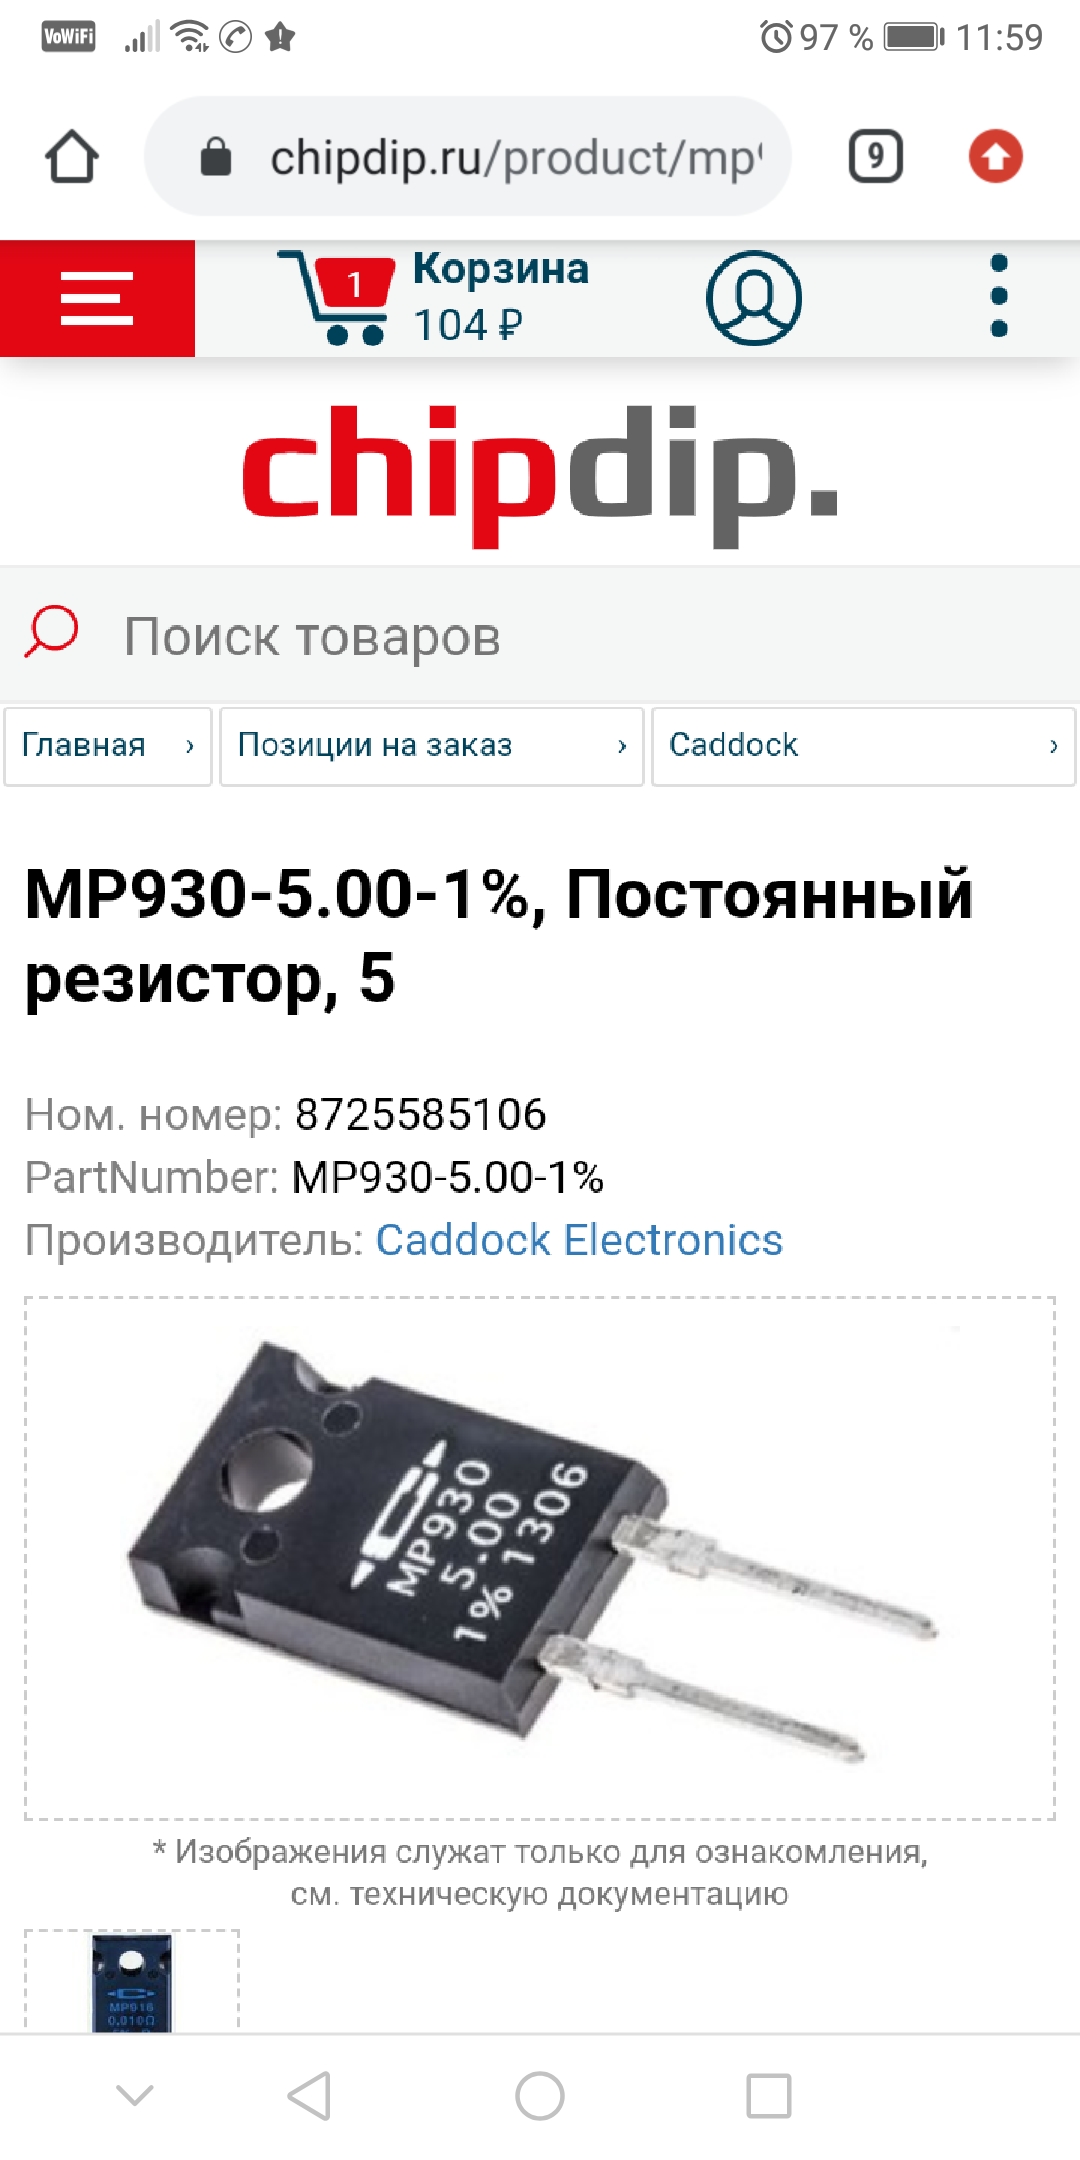 VoWiFi
97 %
11:59
chipdip.ru/product/mp
9
1
Корзина
104 ₽
chipdip.
Поиск товаров
Главная
Позиции на заказ
Caddock
MP930-5.00-1%, Постоянный
резистор, 5
Ном. номер: 8725585106
PartNumber: MP930-5.00-1%
Производитель: Caddock Electronics
MP930
5.00
1% 1306
* Изображения служат только для ознакомления,
см. техническую документацию
MP916
0.010Ω